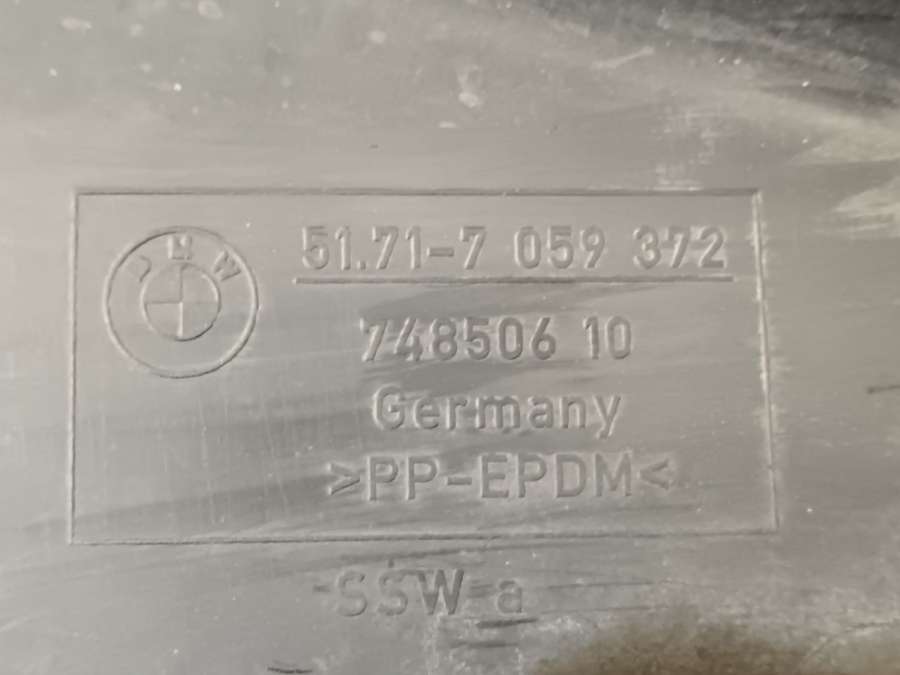 BMW
51.71-7 059 372
748506 10
Germany
>PP-EPDM<
SSW-a